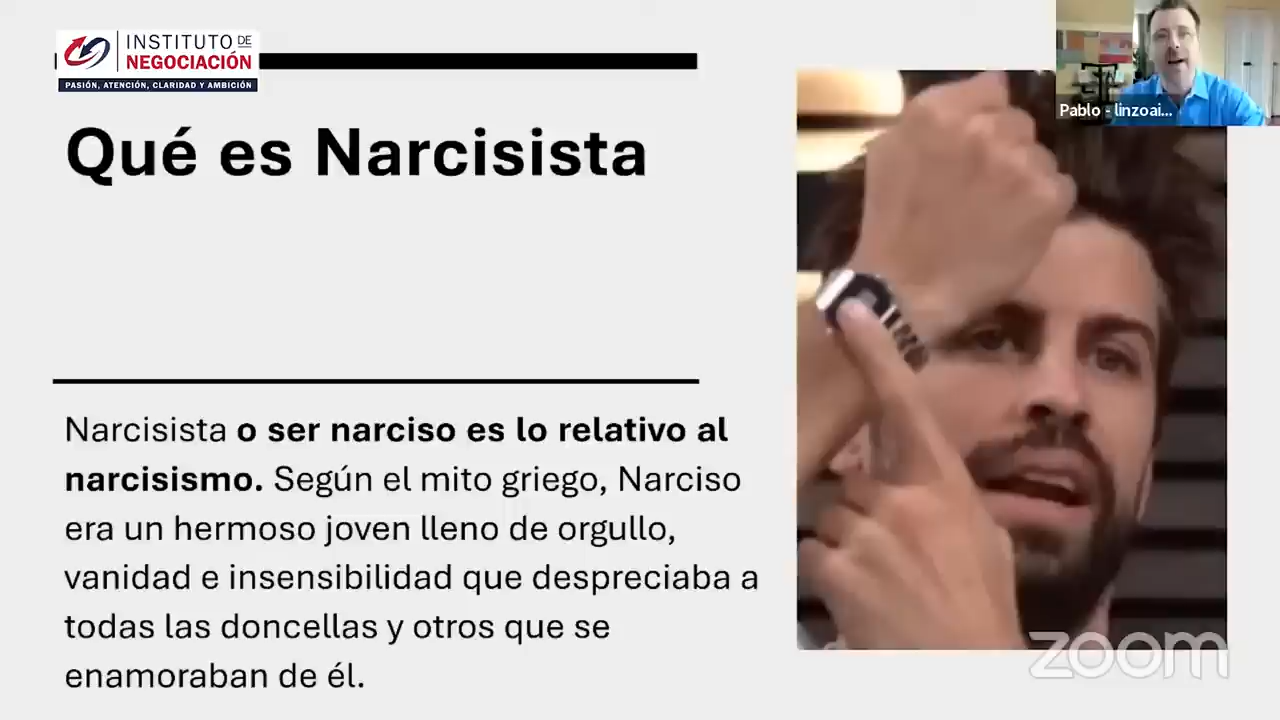 INSTITUTO DE
NEGOCIACIÓN
PASIÓN, ATENCIÓN, CLARIDAD Y AMBICIÓN
Pablo - linzoai...
Qué es Narcisista
Narcisista o ser narciso es lo relativo al
narcisismo. Según el mito griego, Narciso
era un hermoso joven lleno de orgullo,
vanidad e insensibilidad que despreciaba a
todas las doncellas y otros que se
enamoraban de él.
zoom